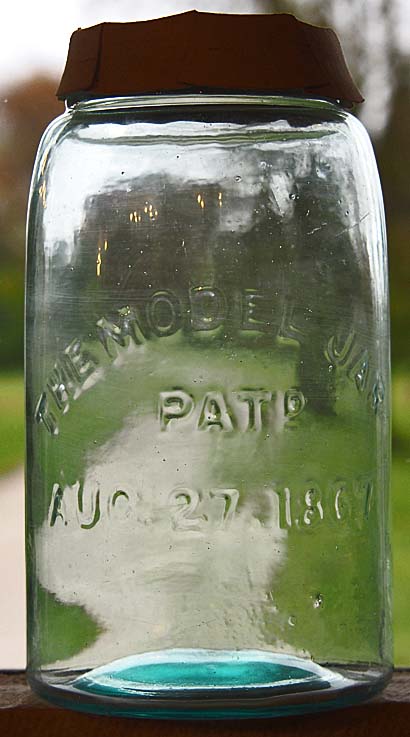 THE MODEL JAR
PATD
AUG. 27. 1867